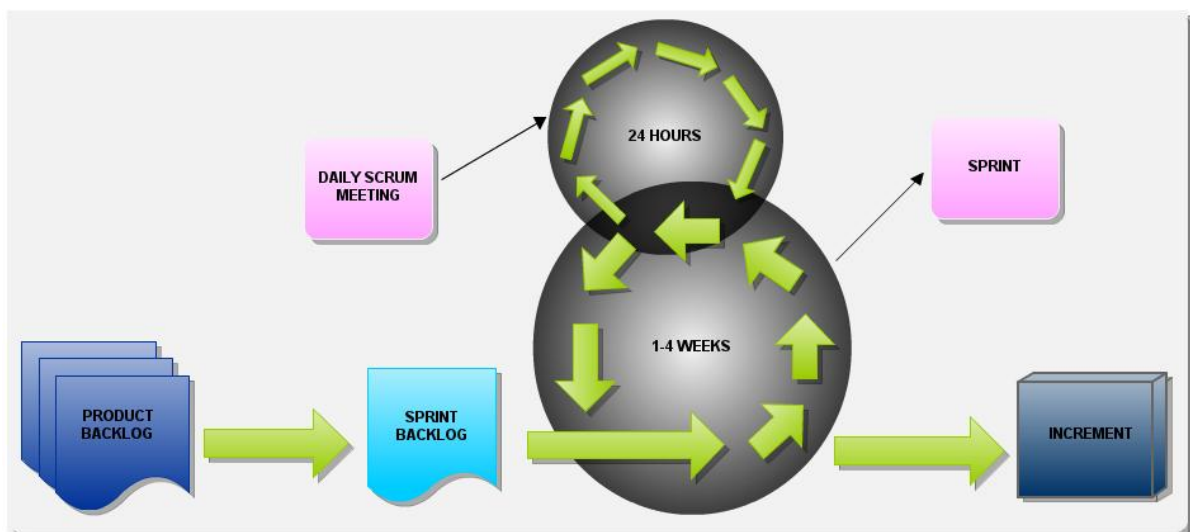 24 HOURS
DAILY SCRUM
MEETING
SPRINT
1-4 WEEKS
PRODUCT
BACKLOG
SPRINT
BACKLOG
INCREMENT